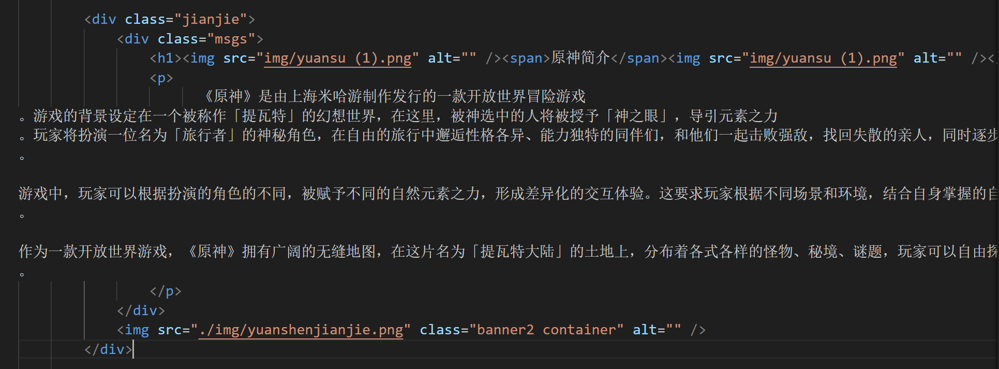 <div class="jianjie">
<div class="msgs">
<h1><img src="img/yuansu (1).png" alt="" /><span>原神简介</span><img src="img/yuansu (1).png" alt="" /><
<p>
《原神》是由上海米哈游制作发行的一款开放世界冒险游戏
。游戏的背景设定在一个被称作「提瓦特」的幻想世界，在这里，被神选中的人将被授予「神之眼」，导引元素之力
。玩家将扮演一位名为「旅行者」的神秘角色，在自由的旅行中邂逅性格各异、能力独特的同伴们，和他们一起击败强敌，找回失散的亲人，同时逐步
。
游戏中，玩家可以根据扮演的角色的不同，被赋予不同的自然元素之力，形成差异化的交互体验。这要求玩家根据不同场景和环境，结合自身掌握的自
。
作为一款开放世界游戏，《原神》拥有广阔的无缝地图，在这片名为「提瓦特大陆」的土地上，分布着各式各样的怪物、秘境、谜题，玩家可以自由探
。
</p>
</div>
<img src="./img/yuanshenjianjie.png" class="banner2 container" alt="" />
</div>